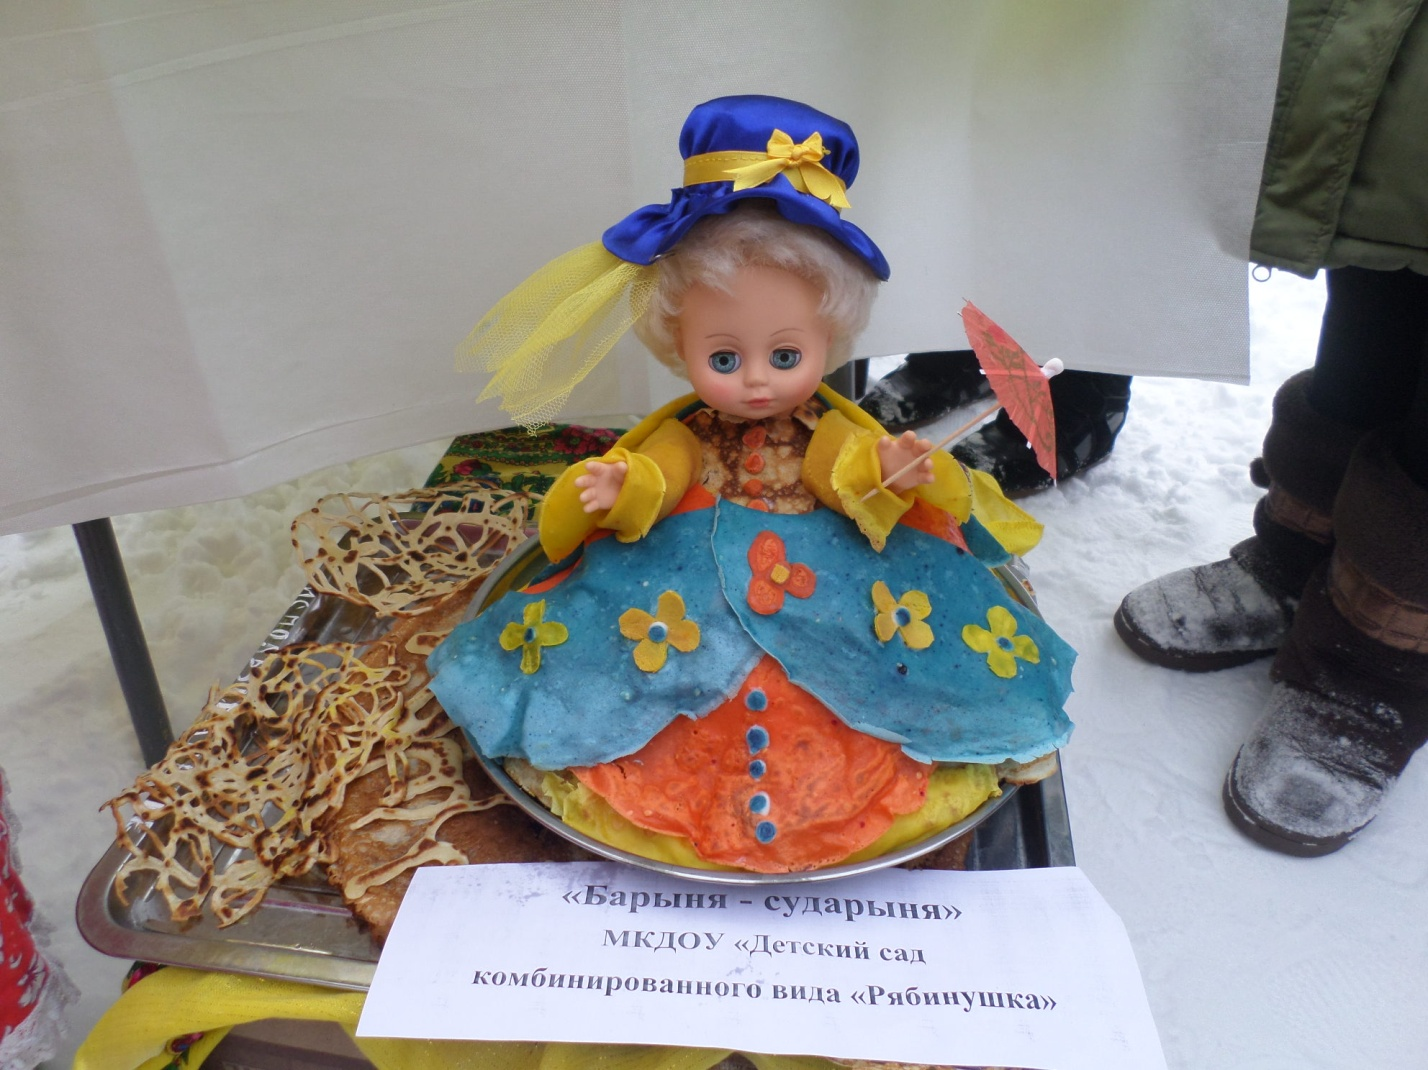 «Барыня - сударыня»
МКДОУ «Детский сад
комбинированного вида «Рябинушка»